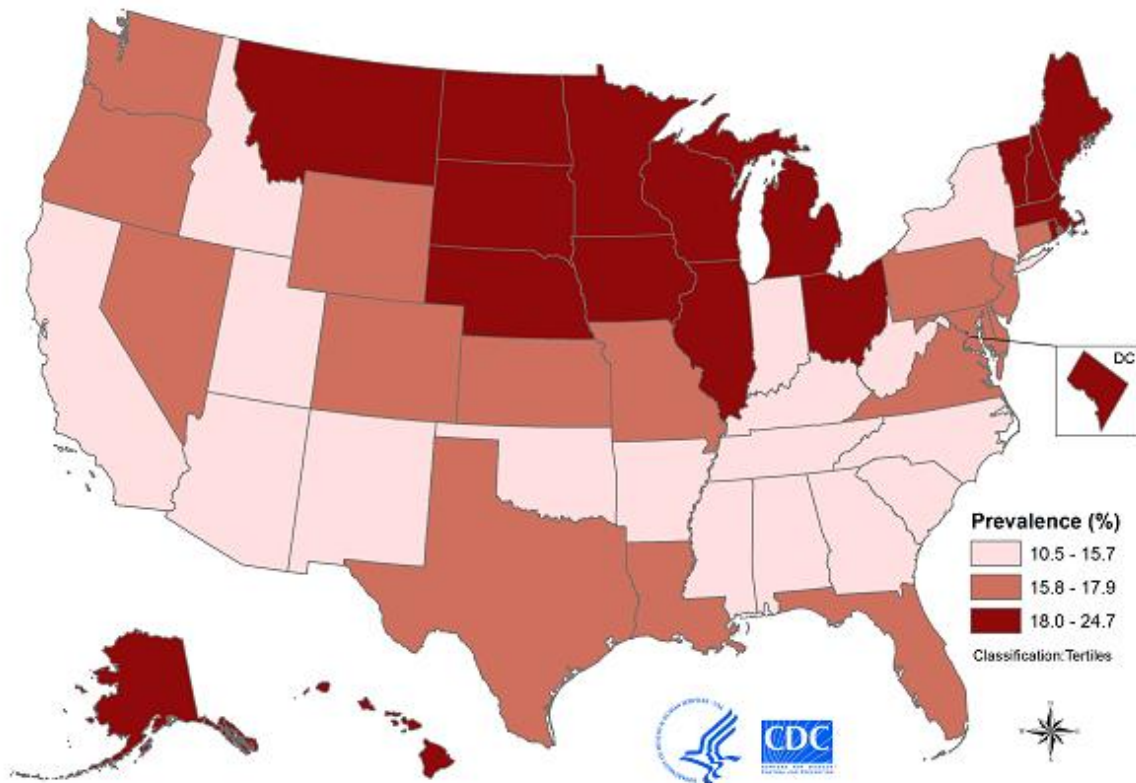 DC
Prevalence (%)
10.5 - 15.7
15.8 - 17.9
18.0 - 24.7
Classification:Tertiles
CDC